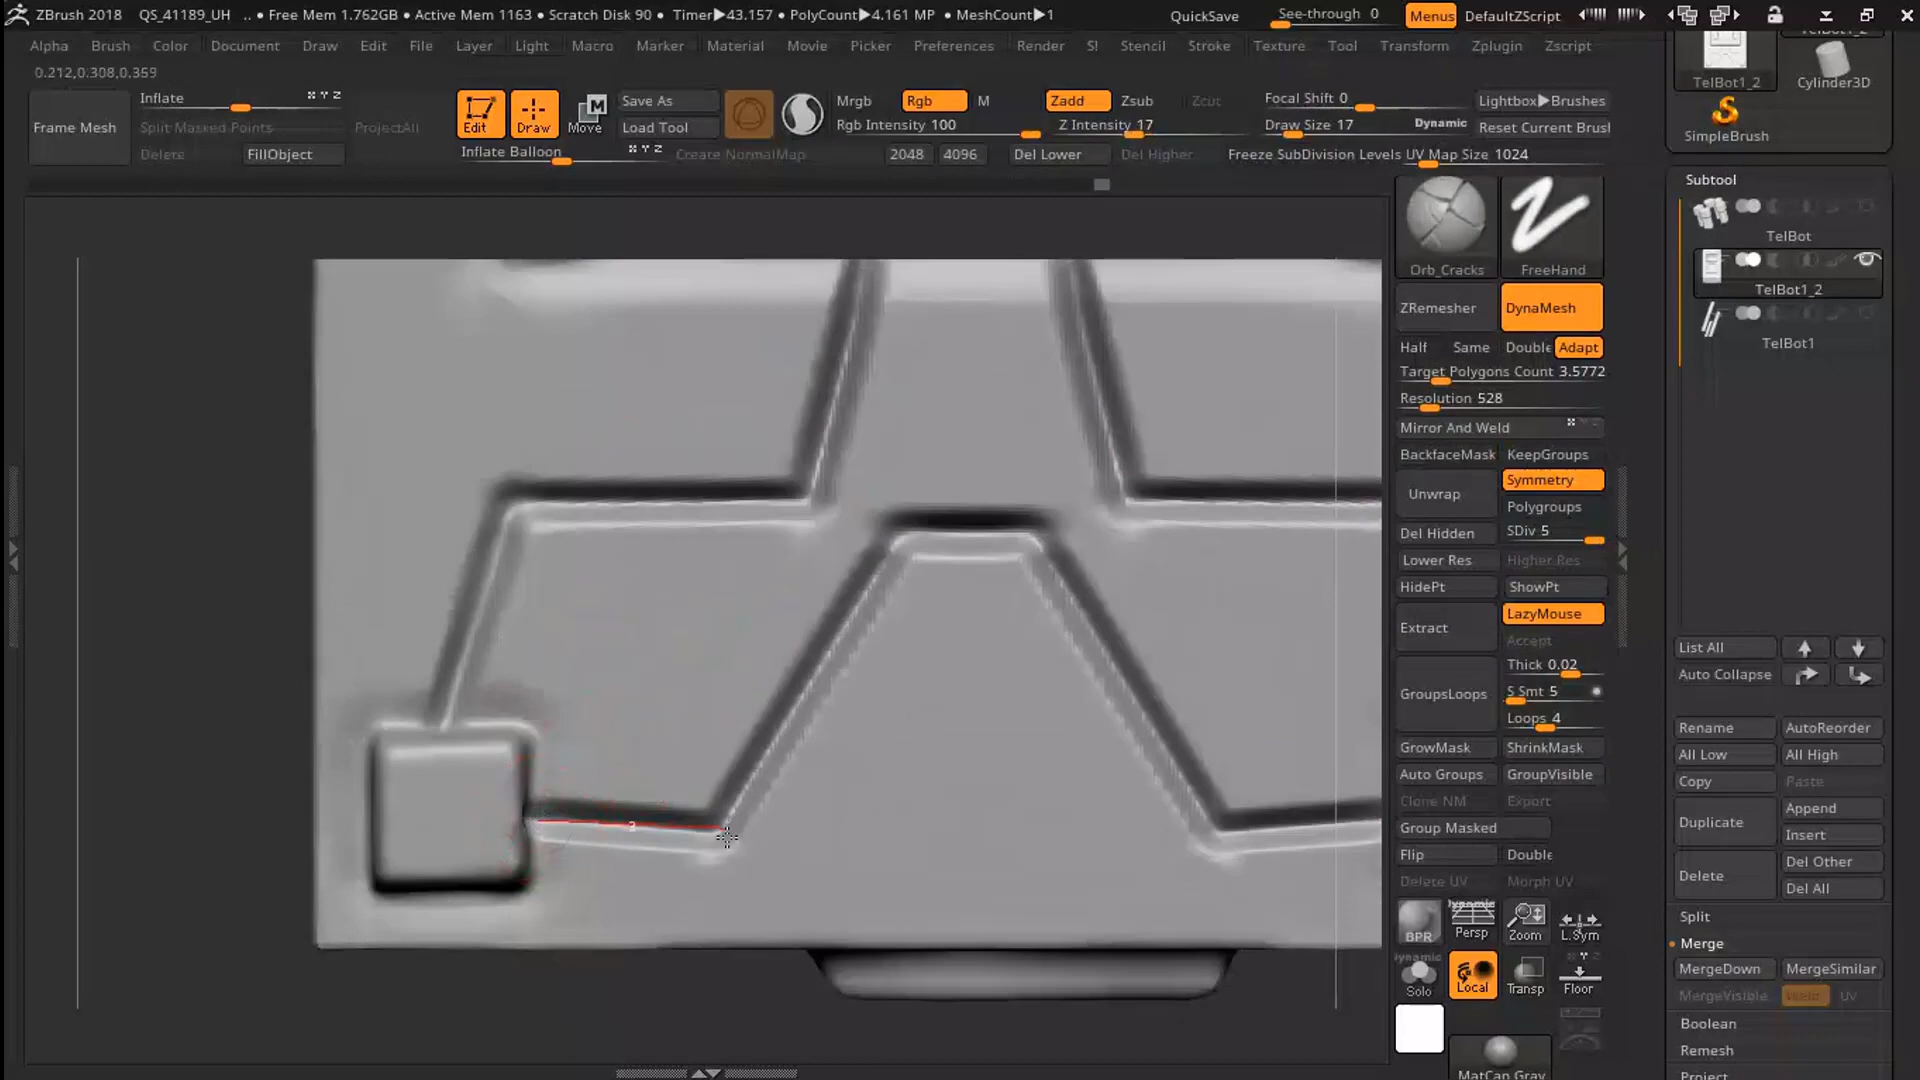 ZBrush 2018 QS_41189_UH .. • Free Mem 1.762GB • Active Mem 1163 • Scratch Disk 90 • Timer▶43.157 • PolyCount▶4.161 MP • MeshCount▶1 QuickSave See-through 0 Menus DefaultZScript
Alpha Brush Color Document Draw Edit File Layer Light Macro Marker Material Movie Picker Preferences Render S! Stencil Stroke Texture Tool Transform Zplugin Zscript
0.212,0.308,0.359
Frame Mesh
Inflate X Y Z
Split Masked Points ProjectAll
Delete FillObject
Edit Draw Move
M
Inflate Balloon X Y Z
Save As
Load Tool
Create NormalMap 2048 4096 Del Lower Del Higher
Mrgb Rgb M Zadd Zsub Zcut
Rgb Intensity 100 Z Intensity 17
Focal Shift 0
Draw Size 17 Dynamic
Lightbox▶Brushes
Reset Current Brusl
Freeze SubDivision Levels UV Map Size 1024
3
Orb_Cracks FreeHand
ZRemesher DynaMesh
Half Same Double Adapt
Target Polygons Count 3.5772
Resolution 528
Mirror And Weld
BackfaceMask KeepGroups
Unwrap Symmetry
Polygroups
Del Hidden SDiv 5
Lower Res Higher Res
HidePt ShowPt
Extract LazyMouse
Accept
Thick 0.02
GroupsLoops S Smt 5
Loops 4
GrowMask ShrinkMask
Auto Groups GroupVisible
Clone NM Export
Group Masked
Flip Double
Delete UV Morph UV
BPR Persp Zoom L.Sym
Dynamic
Solo Local Transp Floor
MatCap Gray
TelBot1_2 Cylinder3D
SimpleBrush
Subtool
TelBot
TelBot1_2
TelBot1
List All
Auto Collapse
Rename AutoReorder
All Low All High
Copy Paste
Duplicate Append
Insert
Delete Del Other
Del All
Split
Merge
MergeDown MergeSimilar
MergeVisible Weld Uv
Boolean
Remesh
Project